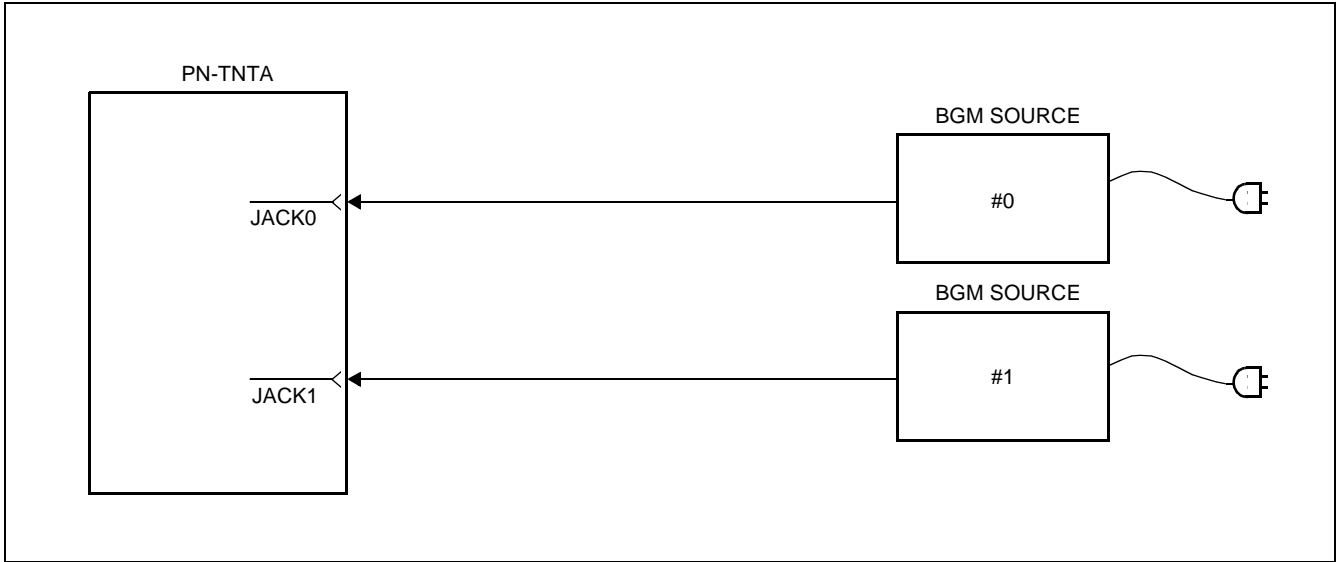 PN-TNTA
BGM SOURCE
#0
JACK0
BGM SOURCE
#1
JACK1